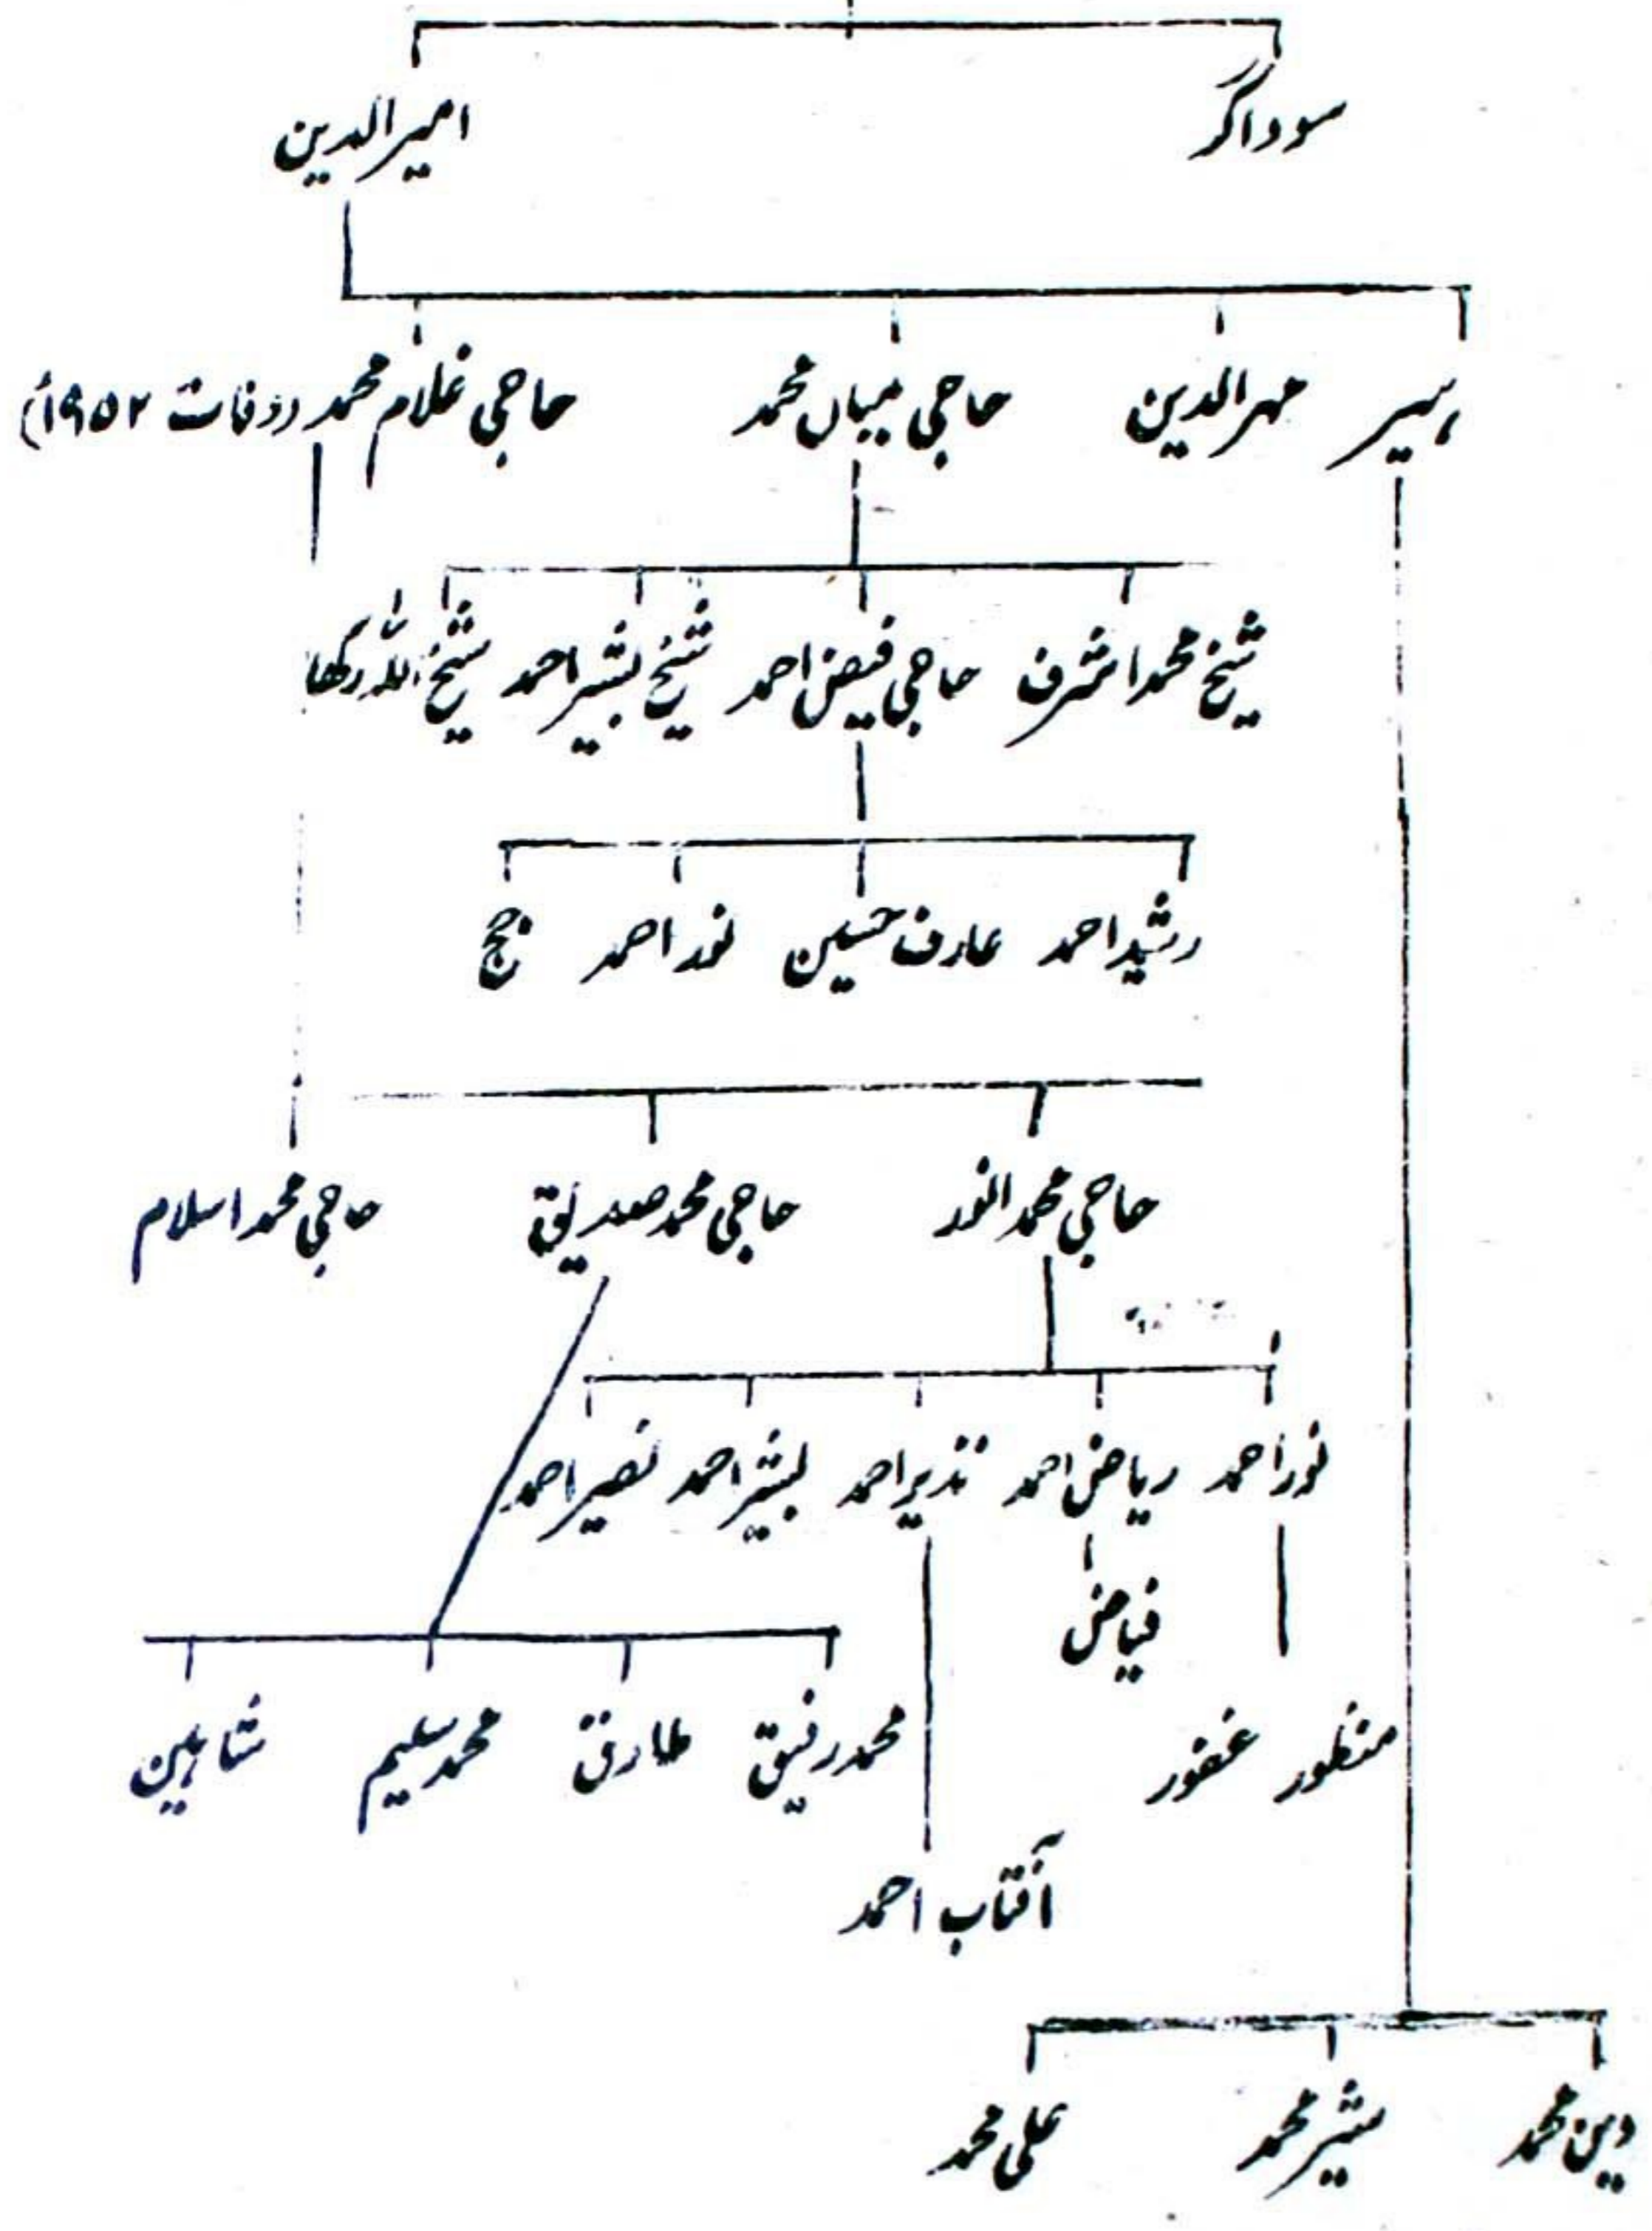 سوداگر امیرالدین
مہرالدین حاجی میاں محمد حاجی غلام محمد (وفات ۱۹۵۲ء)
شیخ محمد اشرف حاجی فیض احمد شیخ بشیر احمد شیخ اللہ رکھا
رشید احمد عارف حسین نور احمد جج
حاجی محمد انور حاجی محمد صدیق حاجی محمد اسلام
نور احمد ریاض احمد نذیر احمد بشیر احمد نصیر احمد
فیاض
منظور غفور محمد رفیق طارق محمد سلیم شاہین
آفتاب احمد
دین محمد شیر محمد علی محمد